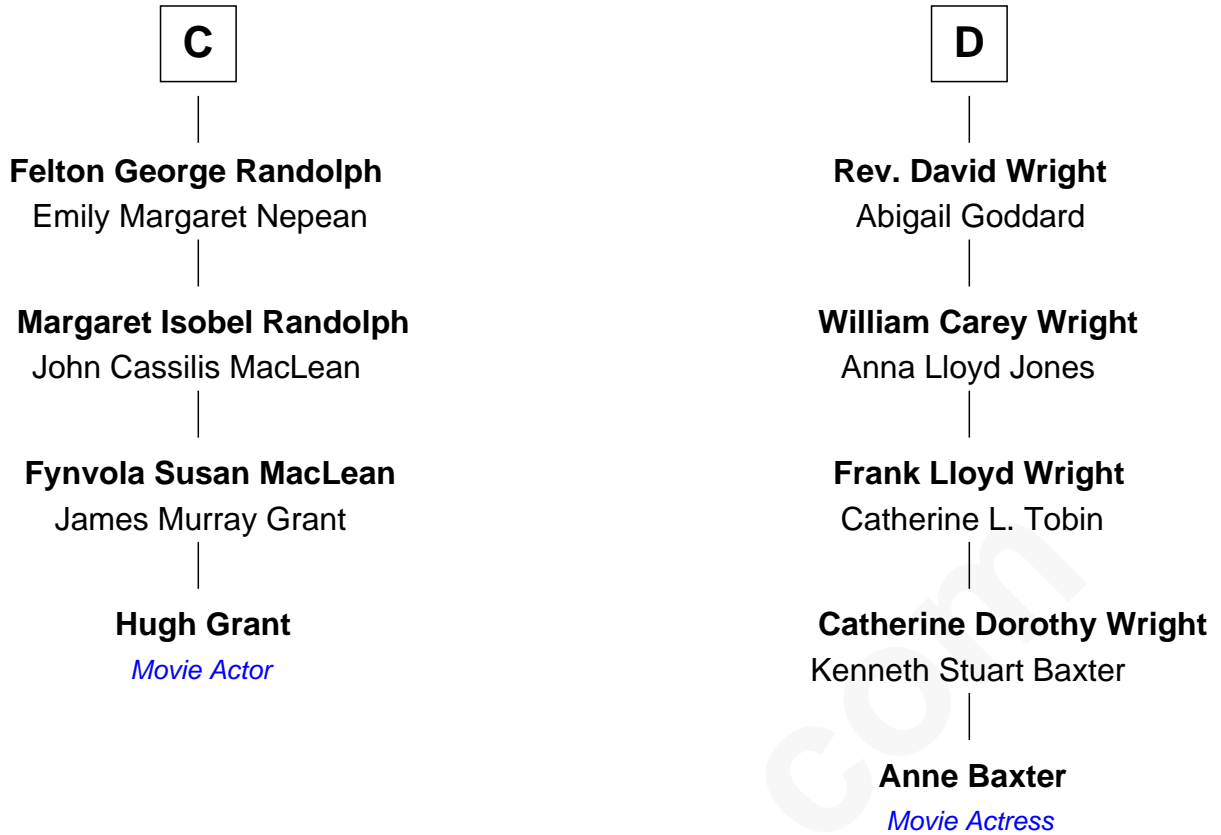 C
Felton George Randolph
Emily Margaret Nepean
Margaret Isobel Randolph
John Cassilis MacLean
Fynvola Susan MacLean
James Murray Grant
Hugh Grant
Movie Actor
D
Rev. David Wright
Abigail Goddard
William Carey Wright
Anna Lloyd Jones
Frank Lloyd Wright
Catherine L. Tobin
Catherine Dorothy Wright
Kenneth Stuart Baxter
Anne Baxter
Movie Actress
com